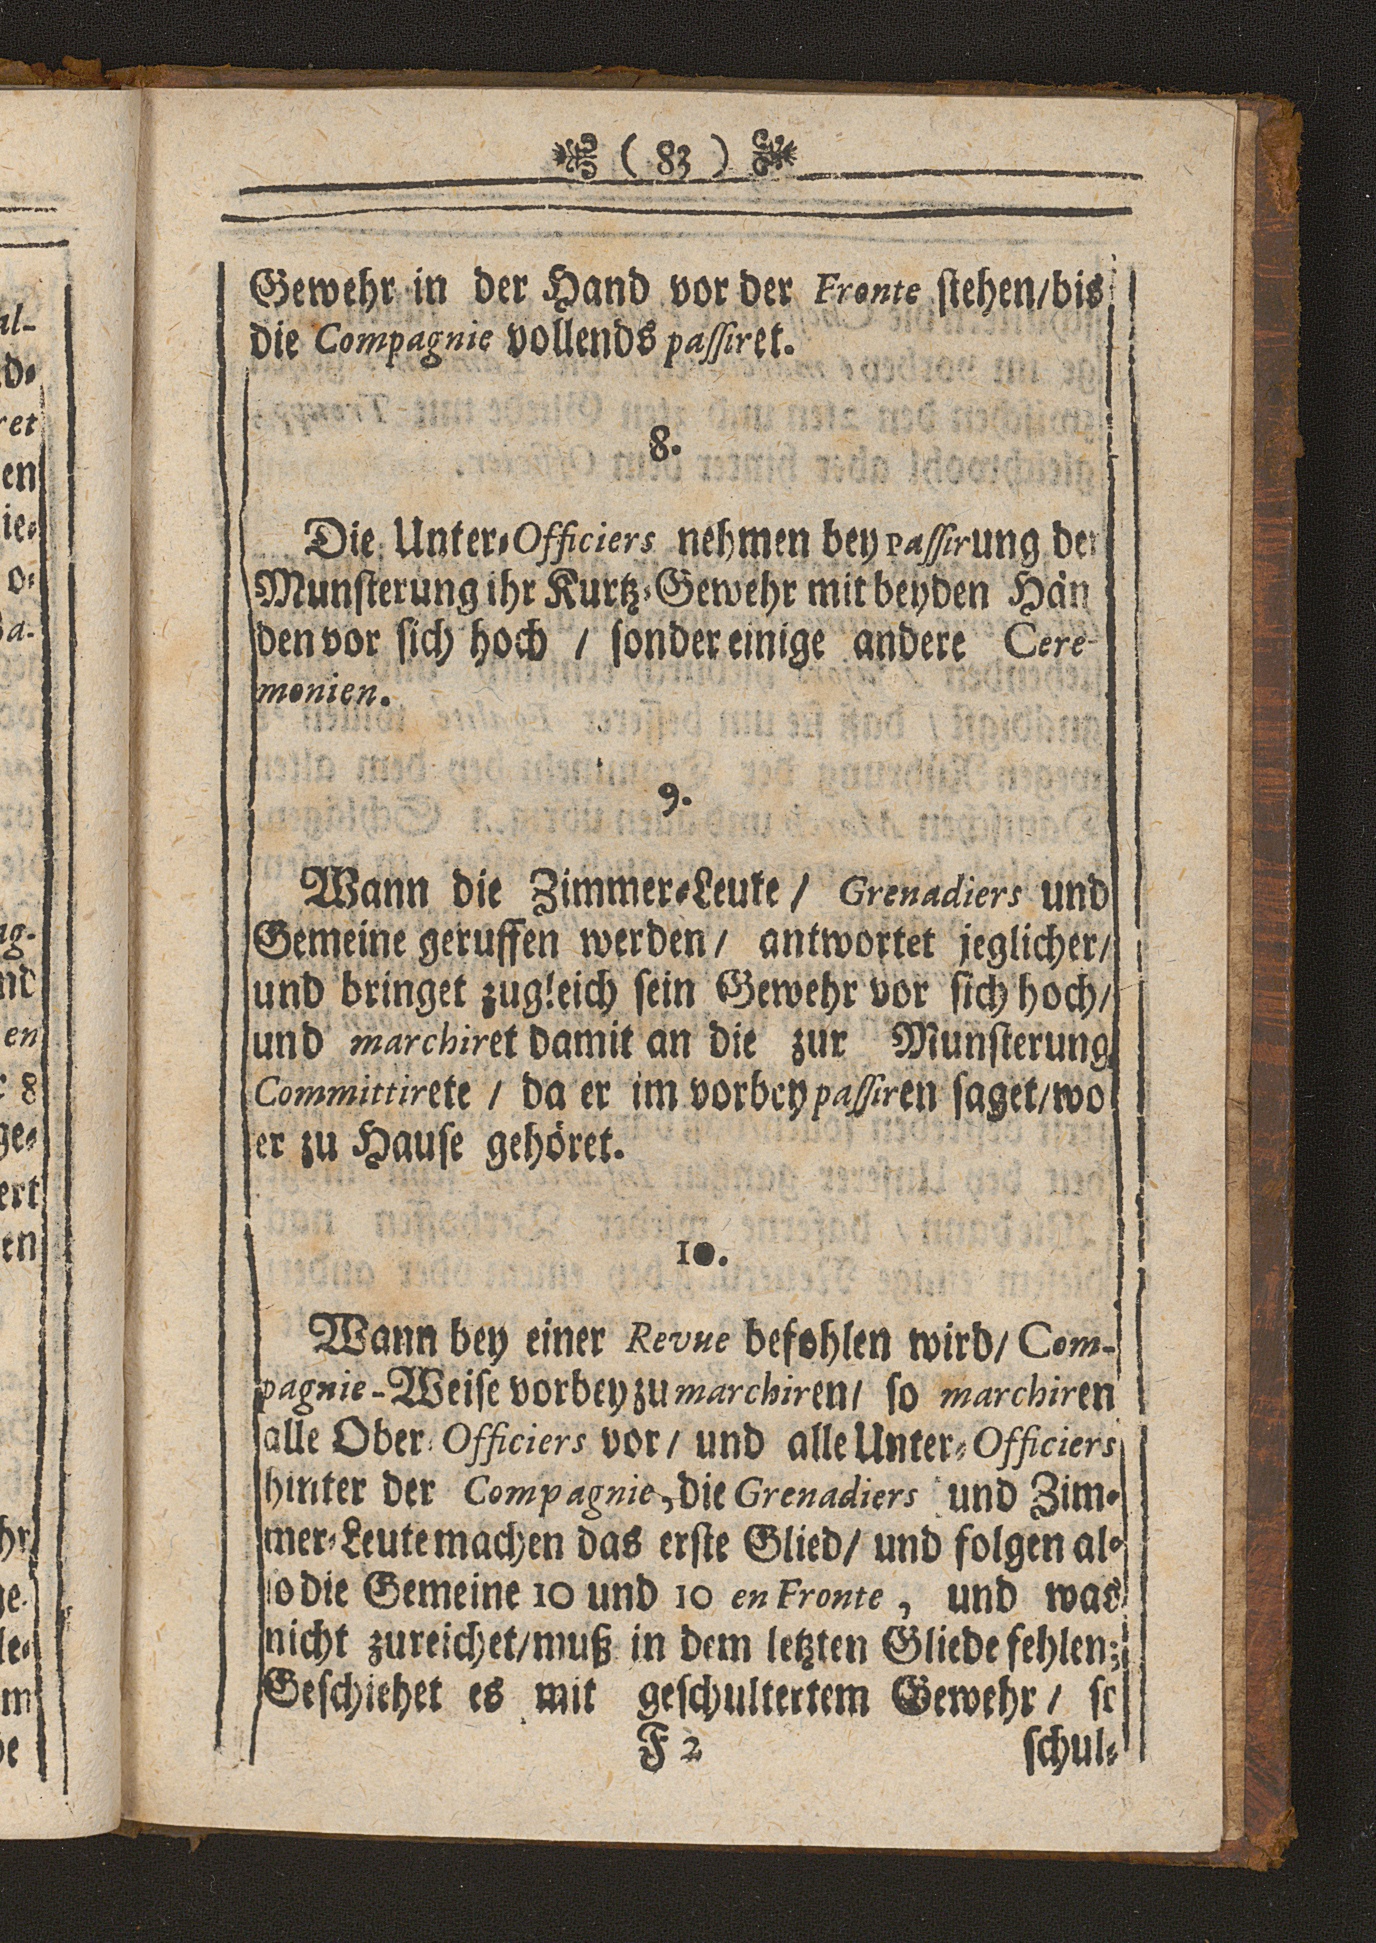 ( 83 )
Gewehr in der Hand vor der Fronte stehen/bis
die Compagnie vollends passiret.
8.
Die Unter-Officiers nehmen bey passirung der
Munsterung ihr Kurtz-Gewehr mit beyden Hän
den vor sich hoch / sonder einige andere Cere-
monien.
9.
Wann die Zimmer-Leute / Grenadiers und
Gemeine geruffen werden / antwortet jeglicher/
und bringet zugleich sein Gewehr vor sich hoch/
und marchiret damit an die zur Munsterung
Committirete / da er im vorbey passiren saget/wo
er zu Hause gehöret.
10.
Wann bey einer Revue befohlen wird/ Com-
pagnie-Weise vorbey zu marchiren/ so marchiren
alle Ober-Officiers vor / und alle Unter-Officiers
hinter der Compagnie, die Grenadiers und Zim-
mer-Leute machen das erste Glied/ und folgen al-
so die Gemeine 10 und 10 en Fronte, und was
nicht zureichet/muß in dem letzten Gliede fehlen;
Geschiehet es mit geschultertem Gewehr / so
F 2 schul-